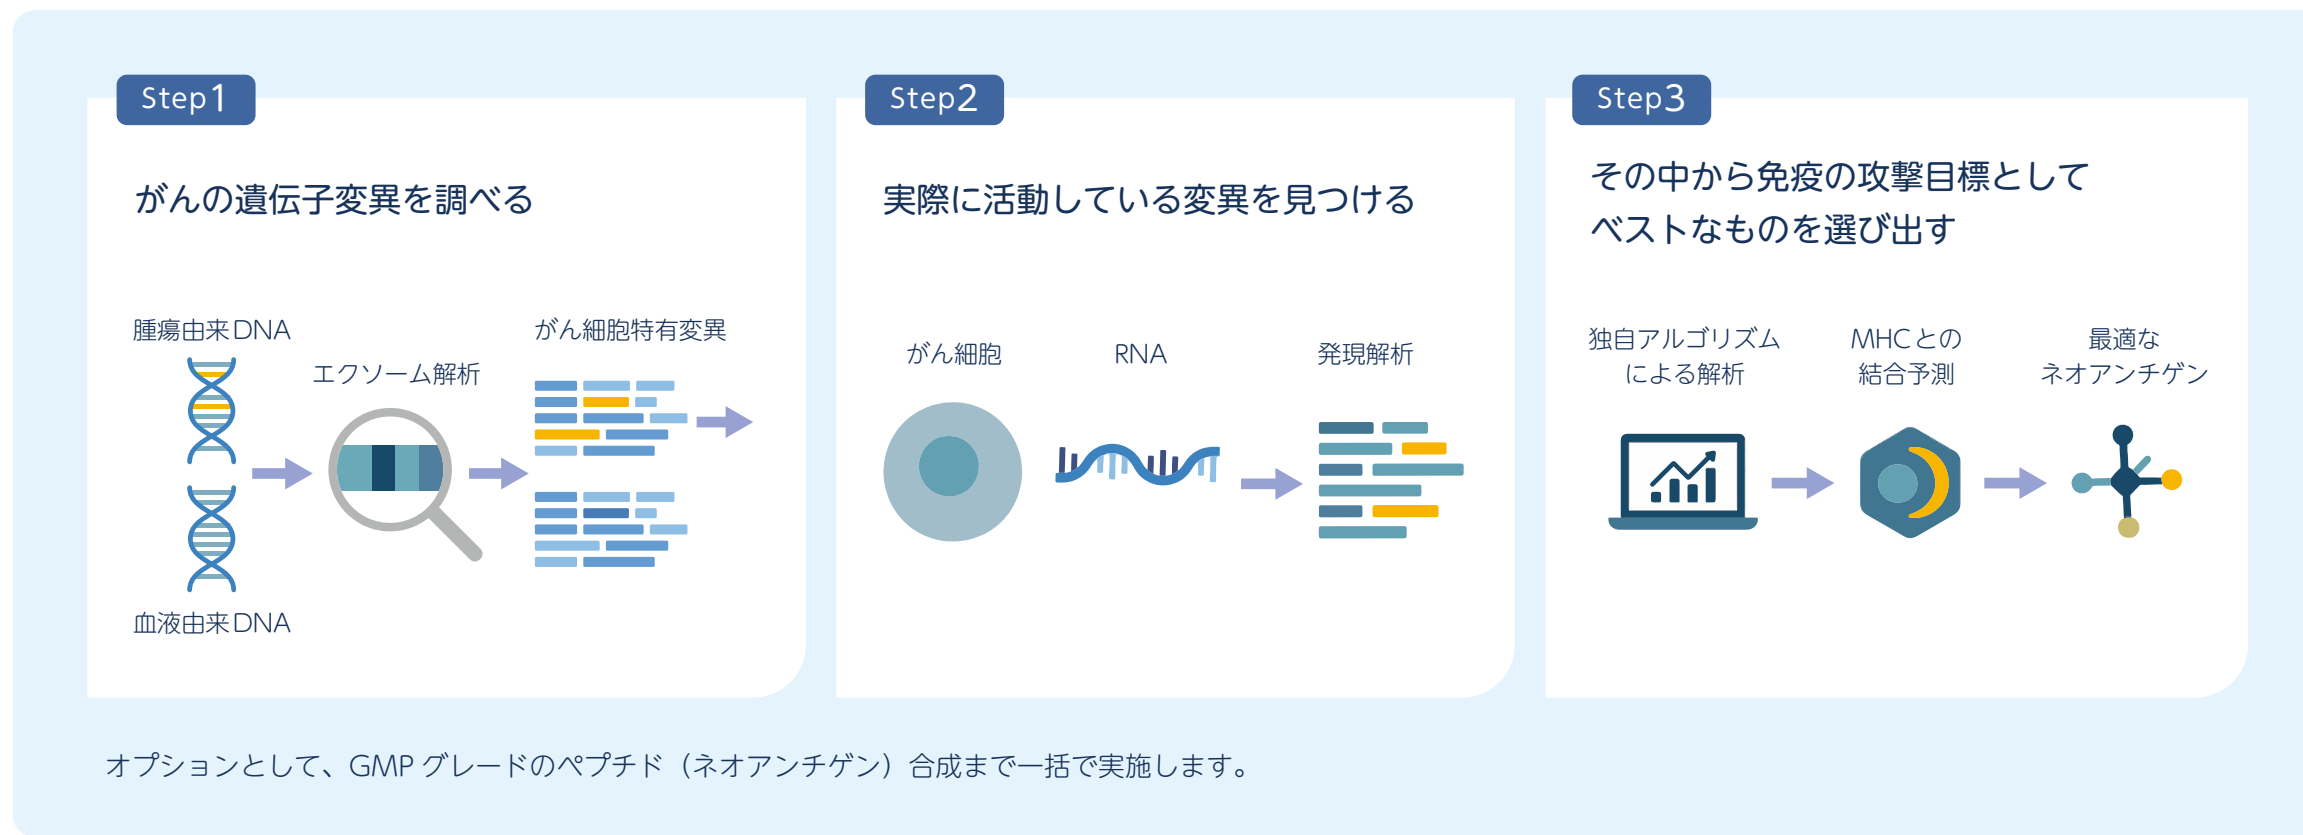 Step1
がんの遺伝子変異を調べる
腫瘍由来DNA
エクソーム解析
がん細胞特有変異
血液由来DNA
Step2
実際に活動している変異を見つける
がん細胞
RNA
発現解析
Step3
その中から免疫の攻撃目標として
ベストなものを選び出す
独自アルゴリズム
による解析
MHCとの
結合予測
最適な
ネオアンチゲン
オプションとして、GMPグレードのペプチド（ネオアンチゲン）合成まで一括で実施します。